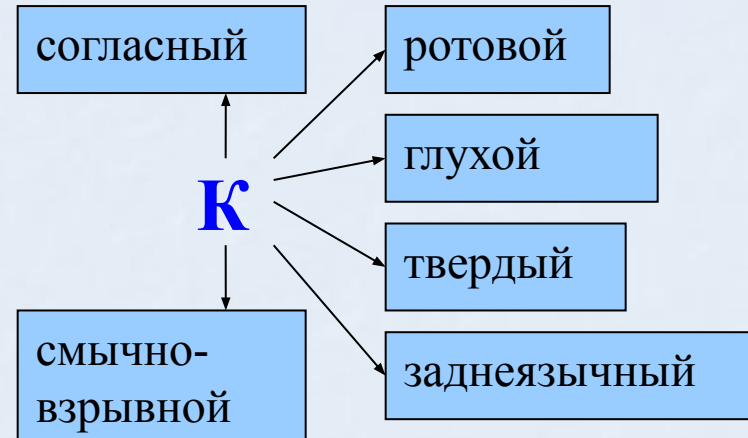 согласный
ротовой
глухой
К
твердый
смычно-
взрывной
заднеязычный